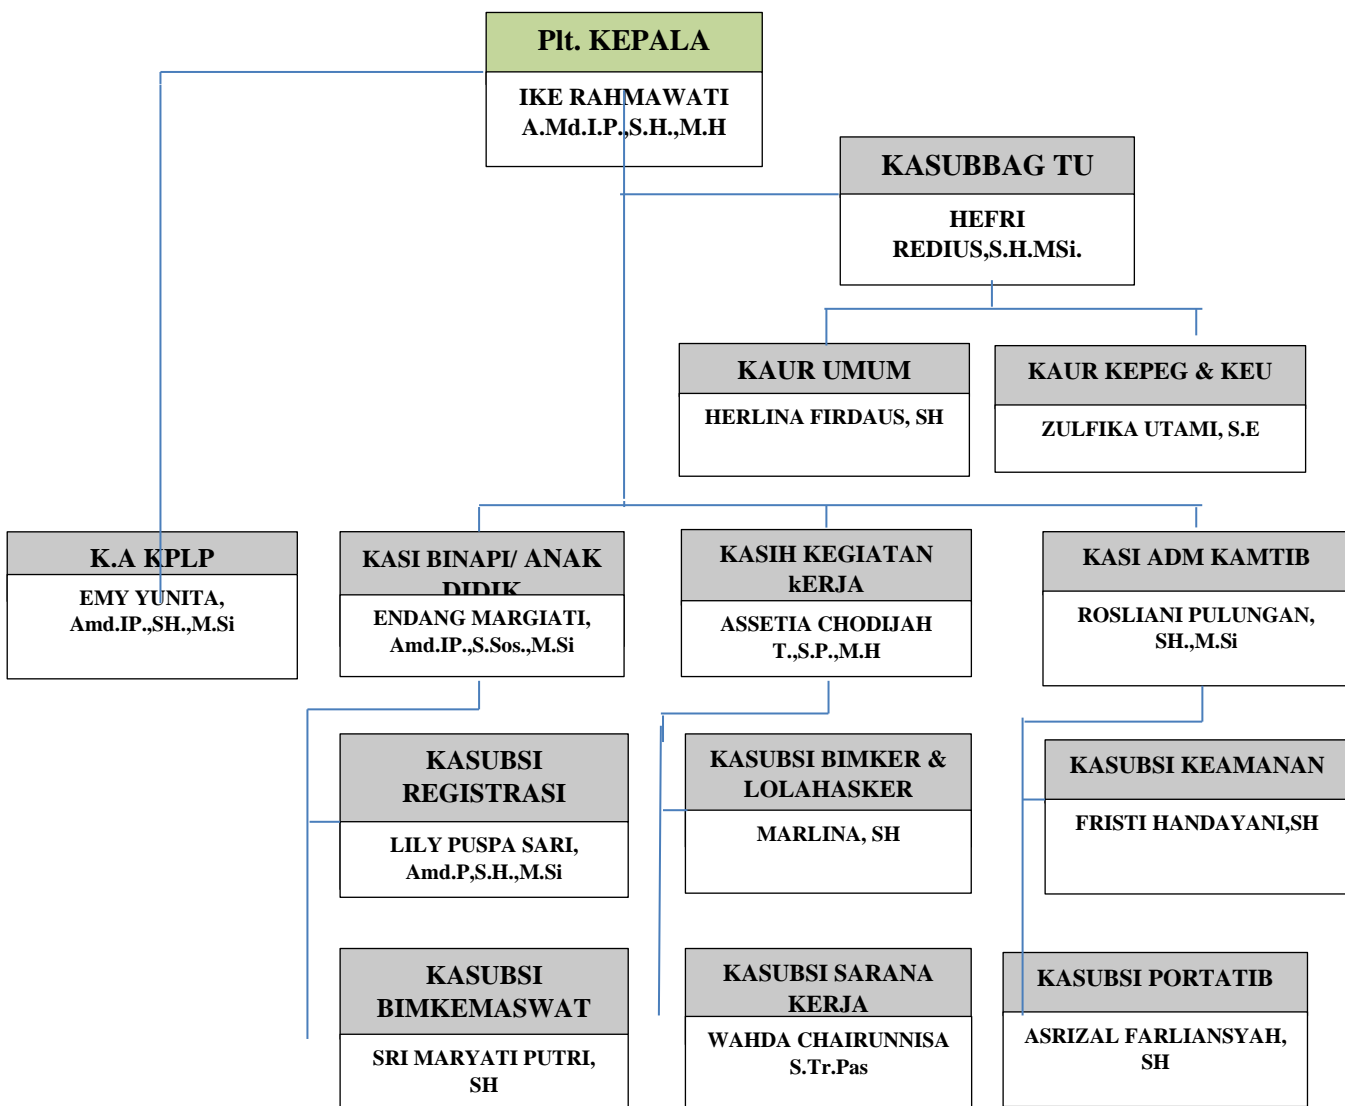 Plt. KEPALA
IKE RAHMAWATI
A.Md.I.P.,S.H.,M.H
KASUBBAG TU
HEFRI
REDIUS,S.H.MSi.
KAUR UMUM
HERLINA FIRDAUS, SH
KAUR KEPEG & KEU
ZULFIKA UTAMI, S.E
K.A KPLP
EMY YUNITA,
Amd.IP.,SH.,M.Si
KASI BINAPI/ ANAK
DIDIK
ENDANG MARGIATI,
Amd.IP.,S.Sos.,M.Si
KASIH KEGIATAN
kERJA
ASSETIA CHODIJAH
T.,S.P.,M.H
KASI ADM KAMTIB
ROSLIANI PULUNGAN,
SH.,M.Si
KASUBSI
REGISTRASI
LILY PUSPA SARI,
Amd.P,S.H.,M.Si
KASUBSI BIMKER &
LOLAHASKER
MARLINA, SH
KASUBSI KEAMANAN
FRISTI HANDAYANI,SH
KASUBSI
BIMKEMASWAT
SRI MARYATI PUTRI,
SH
KASUBSI SARANA
KERJA
WAHDA CHAIRUNNISA
S.Tr.Pas
KASUBSI PORTATIB
ASRIZAL FARLIANSYAH,
SH